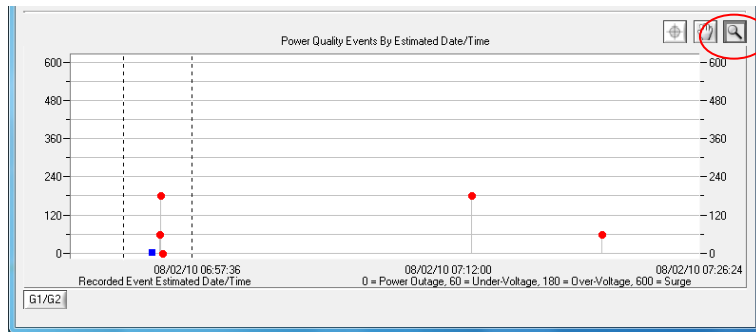 Power Quality Events By Estimated Date/Time
600 600
480 480
360 360
240 240
120 120
0 0
08/02/10 06:57:36 08/02/10 07:12:00 08/02/10 07:26:24
Recorded Event Estimated Date/Time 0 = Power Outage, 60 = Under-Voltage, 180 = Over-Voltage, 600 = Surge
G1/G2